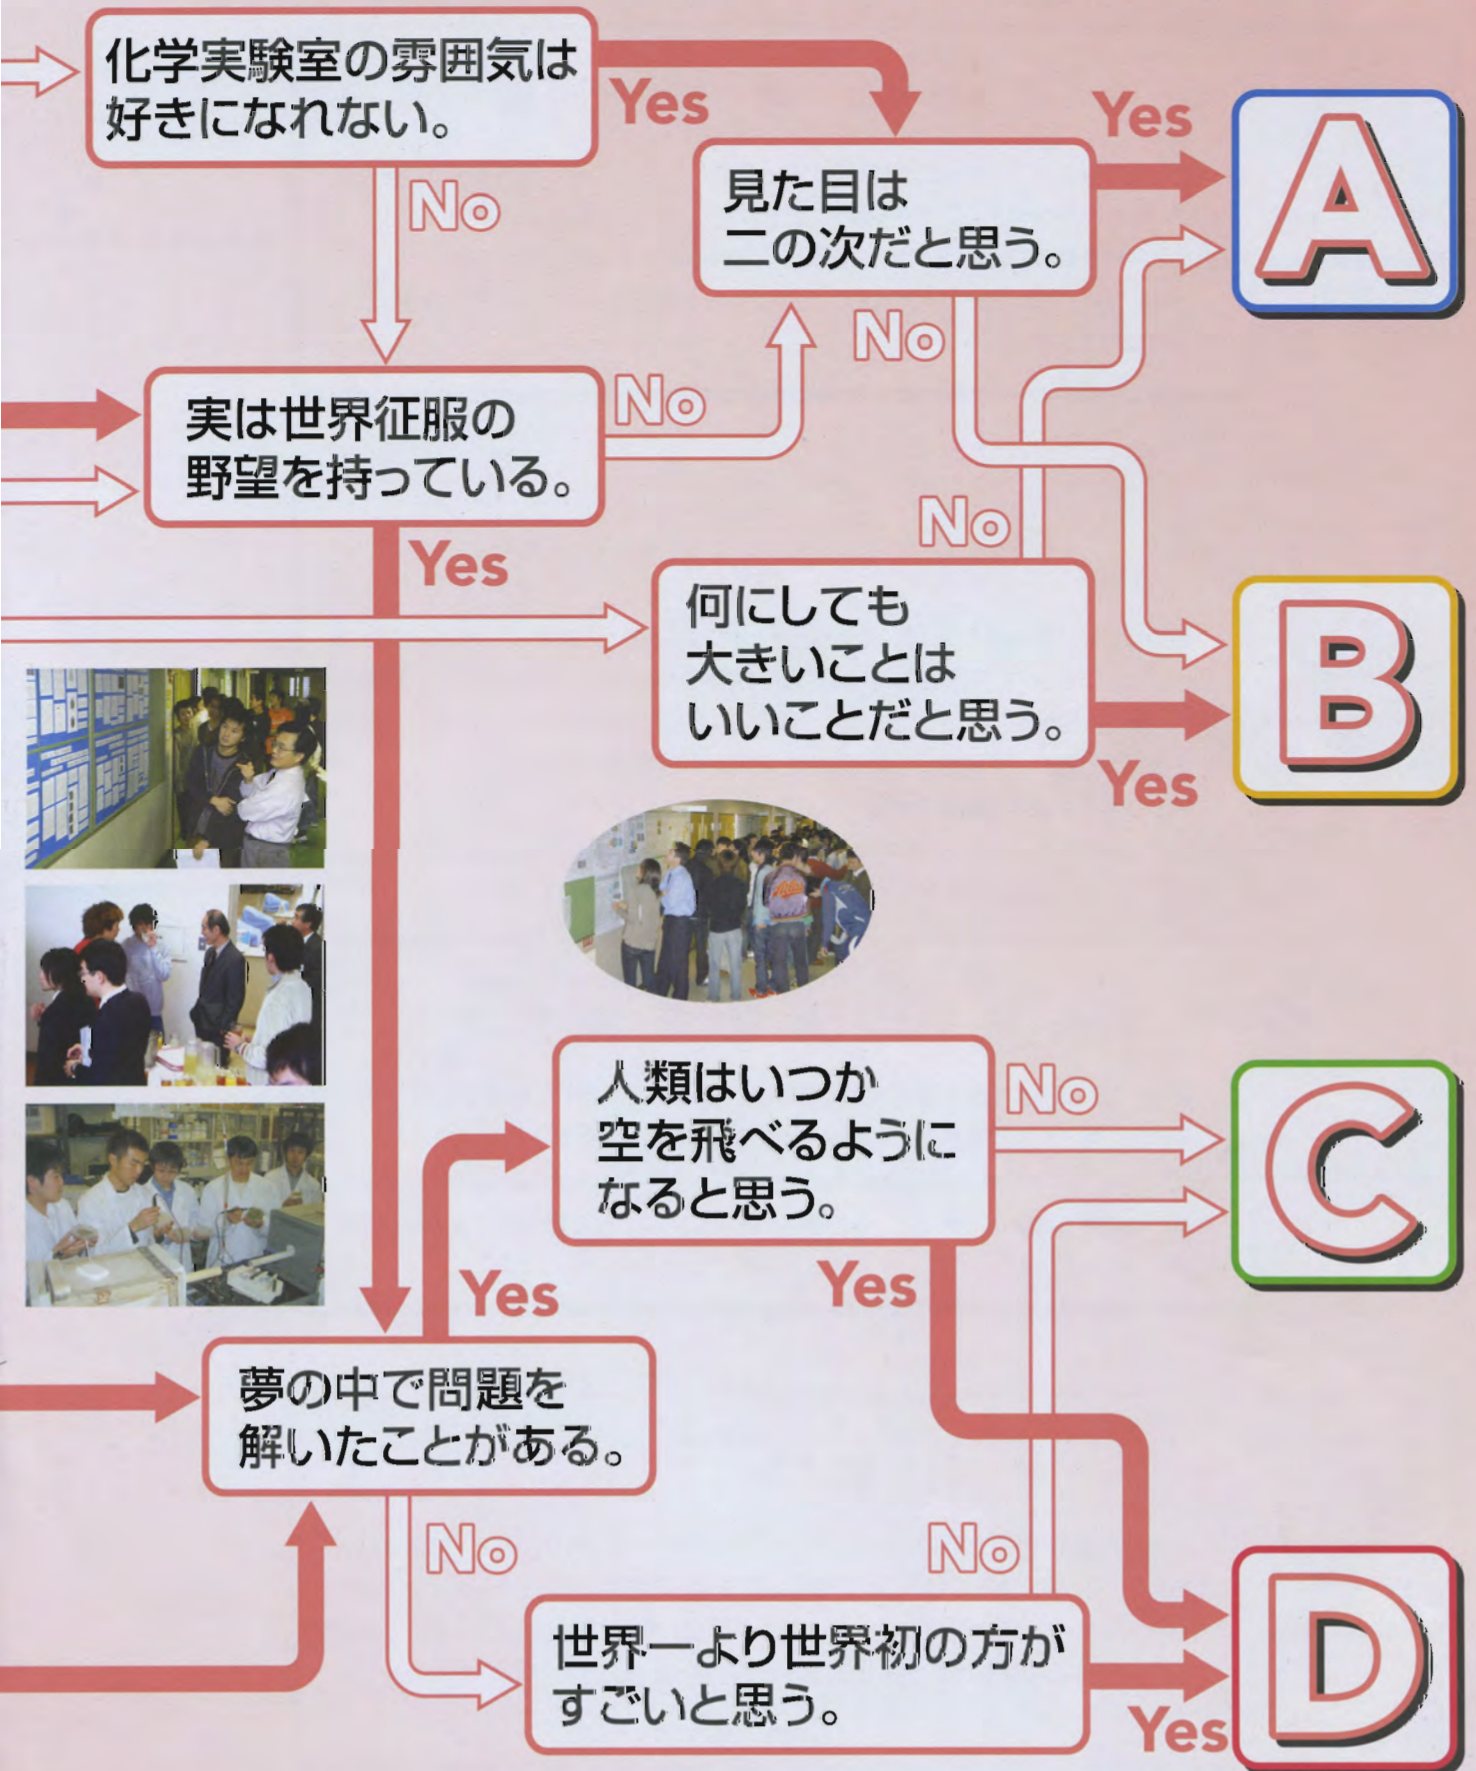 化学実験室の雰囲気は
好きになれない。
Yes
No
見た目は
二の次だと思う。
Yes
No
A
実は世界征服の
野望を持っている。
No
Yes
何にしても
大きいことは
いいことだと思う。
No
Yes
B
人類はいつか
空を飛べるように
なると思う。
No
Yes
C
夢の中で問題を
解いたことがある。
Yes
No
世界一より世界初の方が
すごいと思う。
No
Yes
D